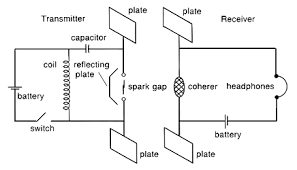 plate
plate
Transmitter
Receiver
capacitor
coil
reflecting
plate
battery
spark gap
coherer
headphones
switch
battery
plate
plate